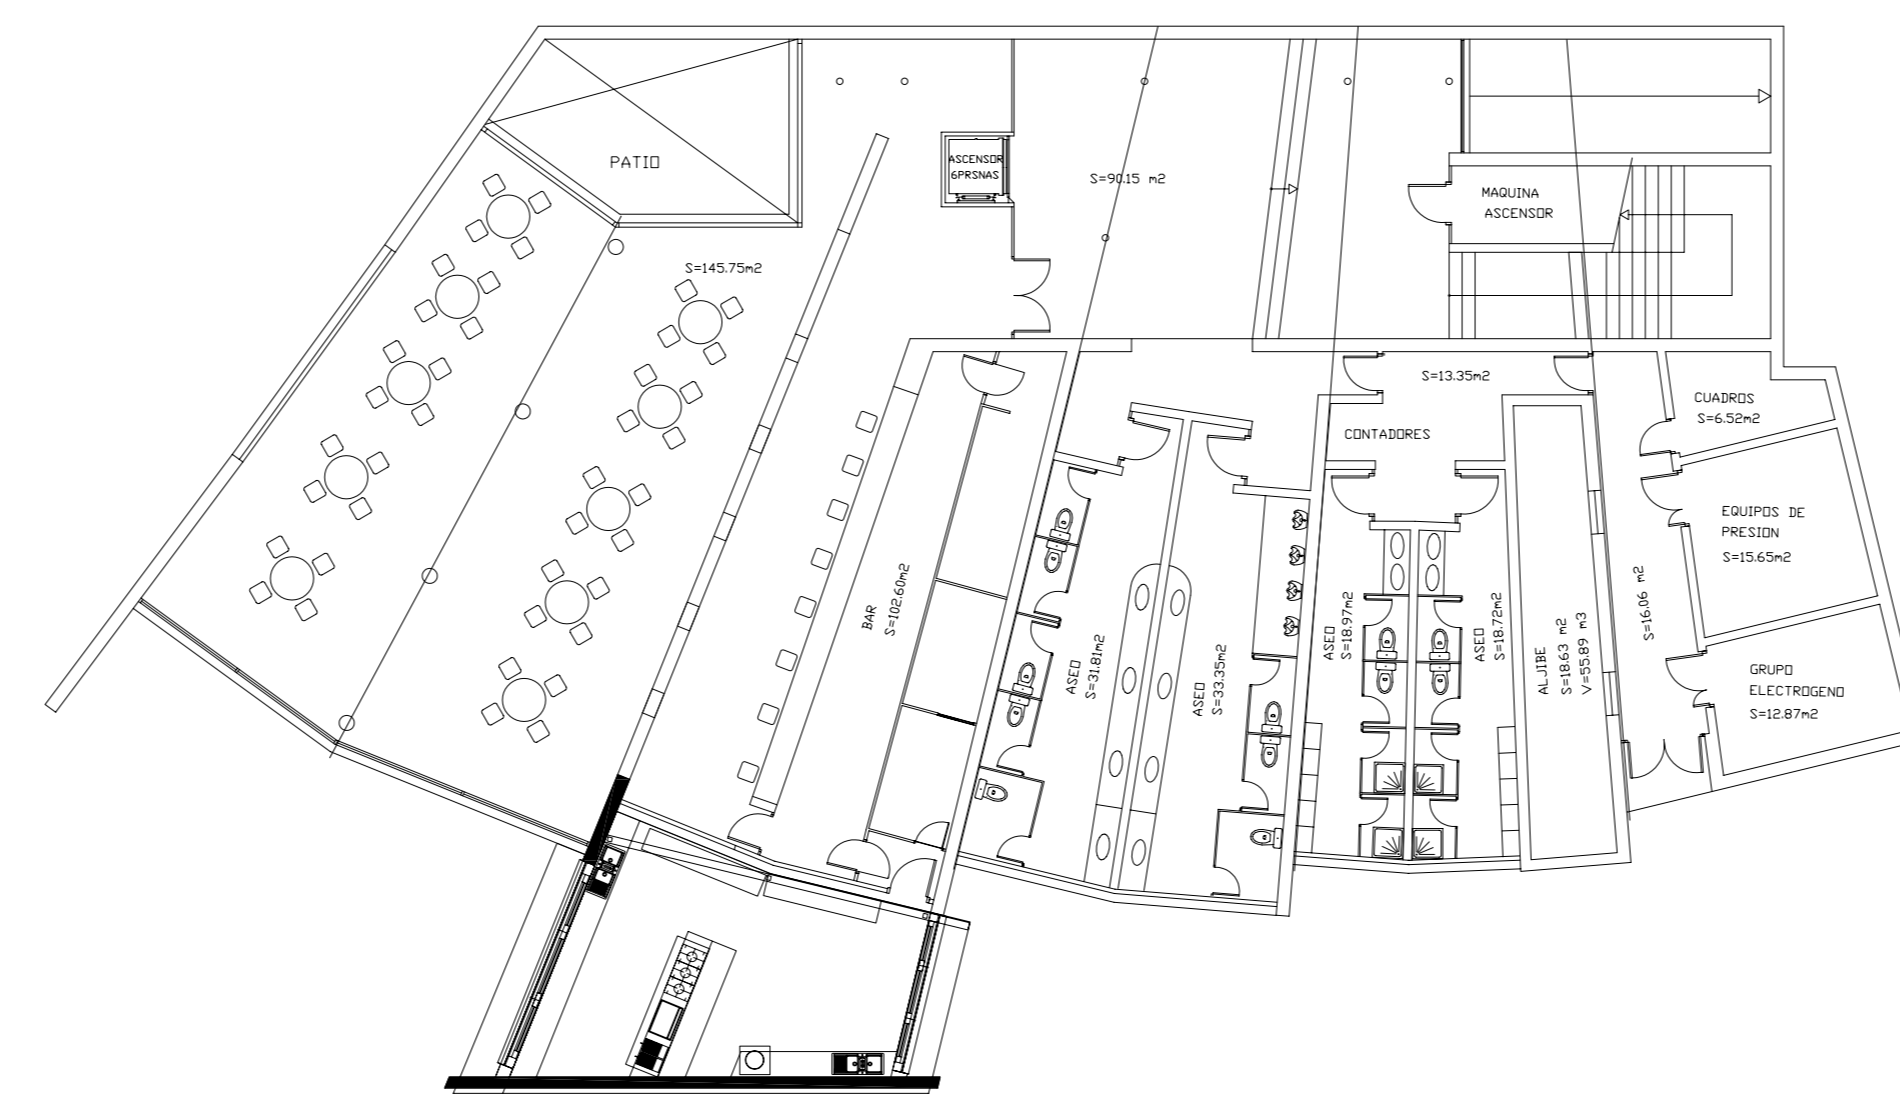 PATIO
ASCENSOR
6PRSNAS
S=90.15 m2
MAQUINA
ASCENSOR
S=145.75m2
S=13.35m2
CONTADORES
CUADROS
S=6.52m2
EQUIPOS DE
PRESION
S=15.65m2
BAR
S=102.60m2
ASEO
S=31.81m2
ASEO
S=33.35m2
ASEO
S=18.97m2
ASEO
S=18.72m2
ALJIBE
S=18.63 m2
V=55.89 m3
S=16.06 m2
GRUPO
ELECTROGENO
S=12.87m2